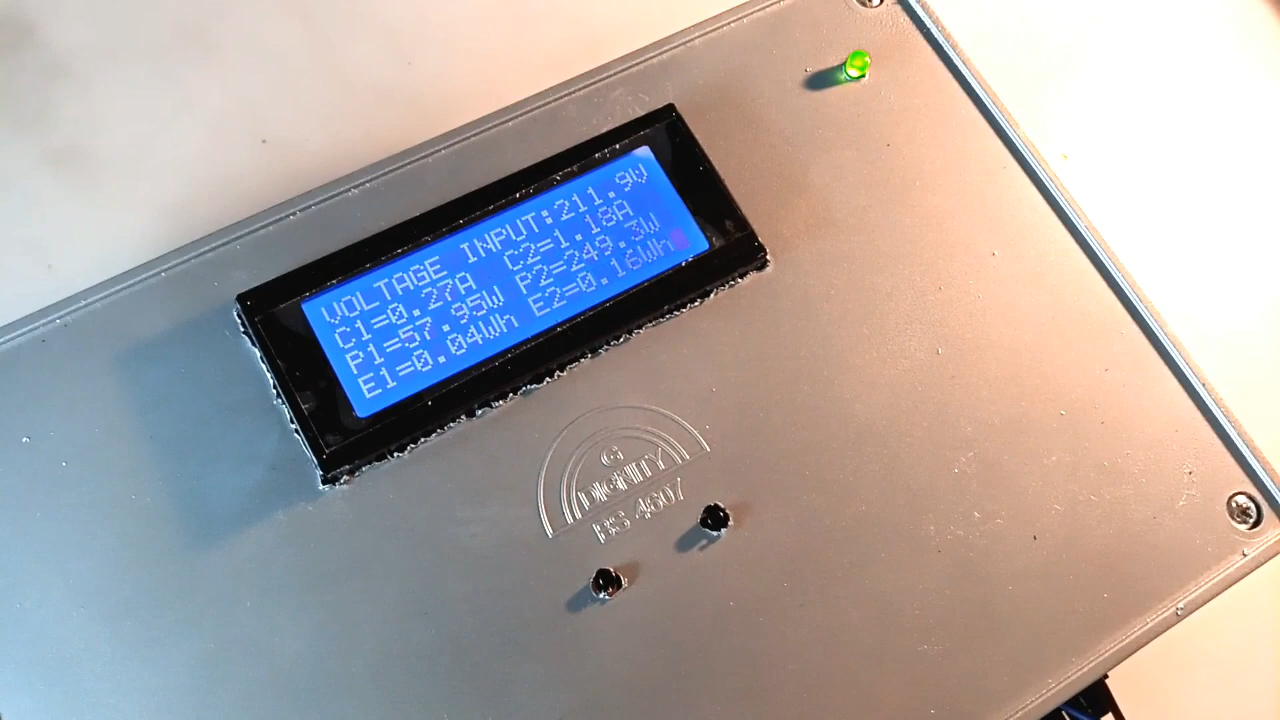 VOLTAGE INPUT:211.9V
C1=0.27A C2=1.18A
P1=57.95W P2=249.3W
E1=0.04Wh E2=0.16Wh
G
DIGNITY
BS 4607